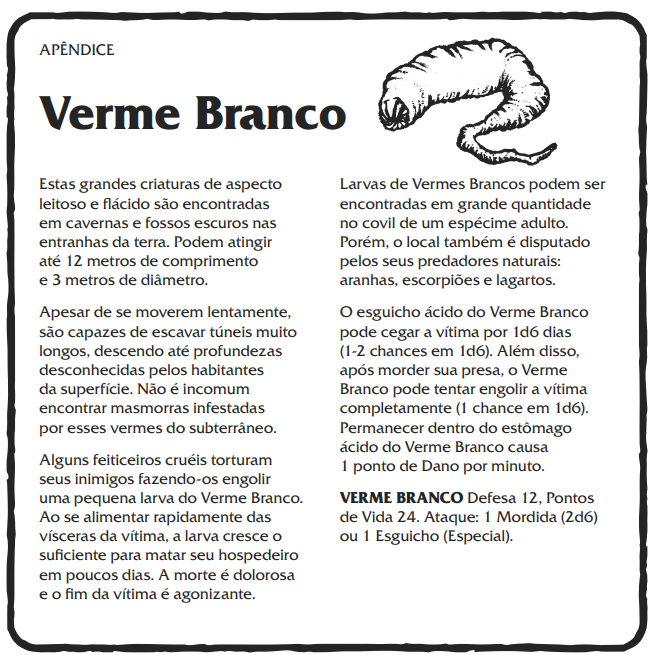 APÊNDICE
Verme Branco
Estas grandes criaturas de aspecto
leitoso e flácido são encontradas
em cavernas e fossos escuros nas
entranhas da terra. Podem atingir
até 12 metros de comprimento
e 3 metros de diâmetro.
Apesar de se moverem lentamente,
são capazes de escavar túneis muito
longos, descendo até profundezas
desconhecidas pelos habitantes
da superfície. Não é incomum
encontrar masmorras infestadas
por esses vermes do subterrâneo.
Alguns feiticeiros cruéis torturam
seus inimigos fazendo-os engolir
uma pequena larva do Verme Branco.
Ao se alimentar rapidamente das
vísceras da vítima, a larva cresce o
suficiente para matar seu hospedeiro
em poucos dias. A morte é dolorosa
e o fim da vítima é agonizante.
Larvas de Vermes Brancos podem ser
encontradas em grande quantidade
no covil de um espécime adulto.
Porém, o local também é disputado
pelos seus predadores naturais:
aranhas, escorpiões e lagartos.
O esguicho ácido do Verme Branco
pode cegar a vítima por 1d6 dias
(1-2 chances em 1d6). Além disso,
após morder sua presa, o Verme
Branco pode tentar engolir a vítima
completamente (1 chance em 1d6).
Permanecer dentro do estômago
ácido do Verme Branco causa
1 ponto de Dano por minuto.
VERME BRANCO Defesa 12, Pontos
de Vida 24. Ataque: 1 Mordida (2d6)
ou 1 Esguicho (Especial).